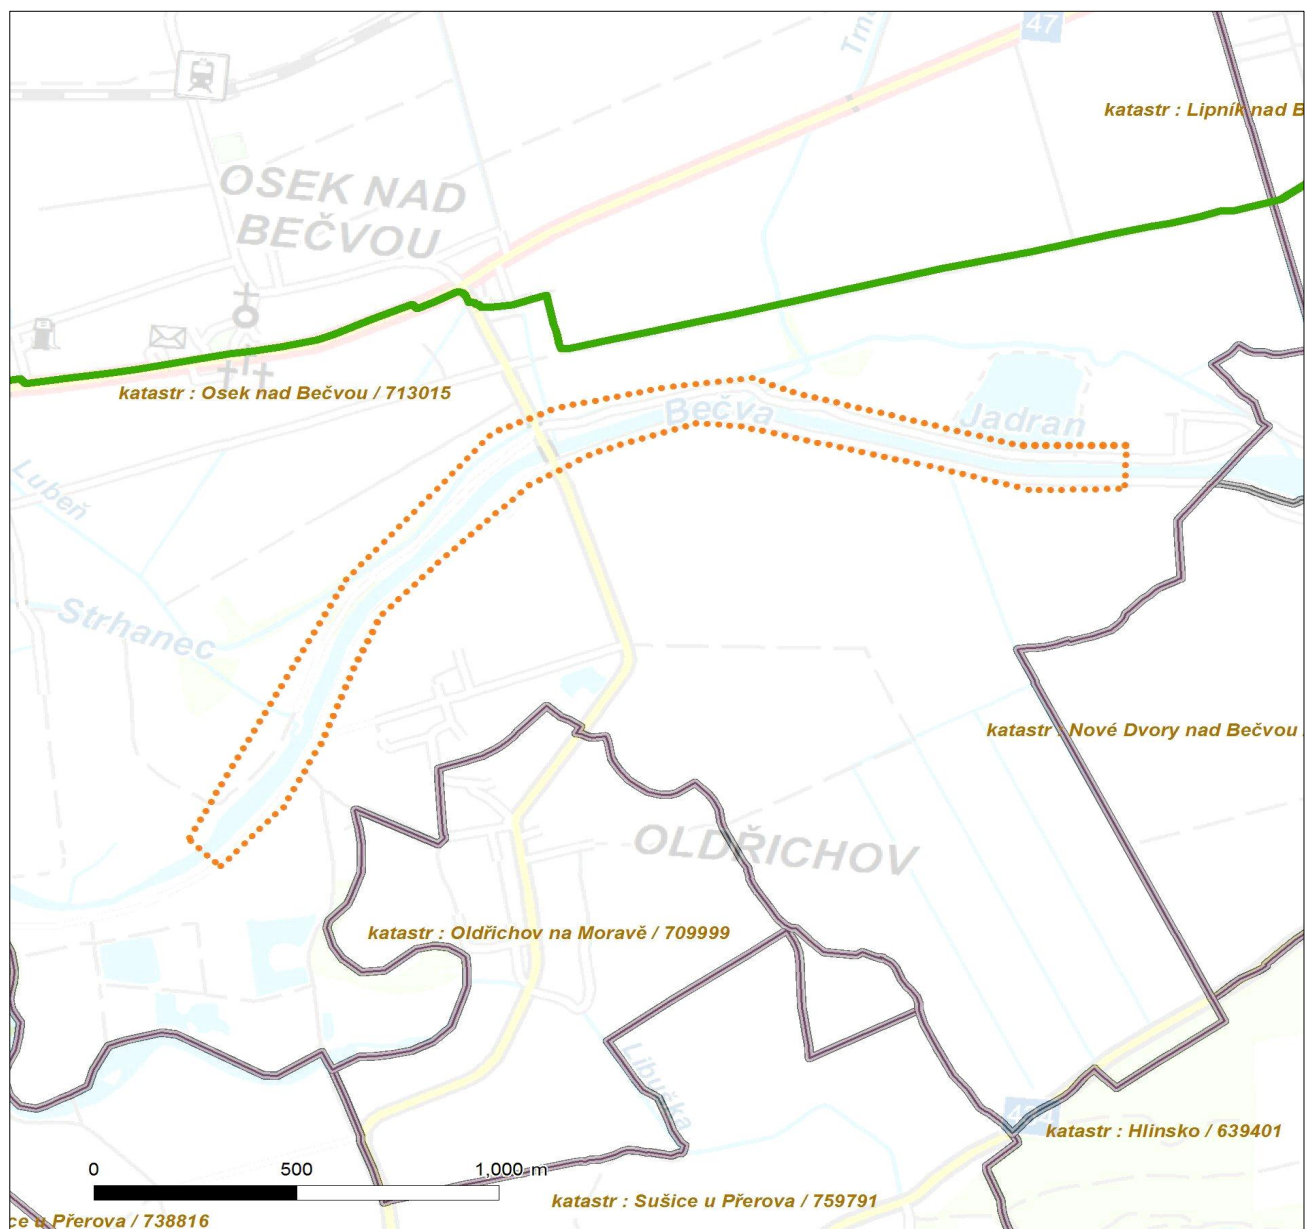 47
katastr : Lipník nad B
OSEK NAD
BEČVOU
katastr : Osek nad Bečvou / 713015
Bečva
Jadran
Lubeň
Strhanec
katastr : Nové Dvory nad Bečvou
OLDŘICHOV
katastr : Oldřichov na Moravě / 709999
Libuška
katastr : Hlinsko / 639401
0 500 1,000 m
katastr : Sušice u Přerova / 759791
ce u Přerova / 738816